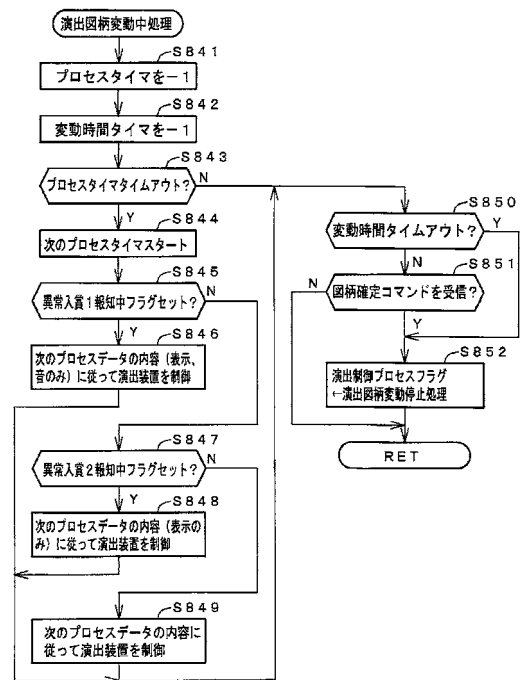 演出図柄変動中処理
S841
プロセスタイマを－1
S842
変動時間タイマを－1
S843
プロセスタイマタイムアウト?
N
Y
S844
次のプロセスタイマスタート
S845
異常入賞1報知中フラグセット?
N
Y
S846
次のプロセスデータの内容(表示、
音のみ)に従って演出装置を制御
S847
異常入賞2報知中フラグセット?
N
Y
S848
次のプロセスデータの内容(表示の
み)に従って演出装置を制御
S849
次のプロセスデータの内容に
従って演出装置を制御
S850
変動時間タイムアウト?
Y
N
S851
図柄確定コマンドを受信?
N
Y
S852
演出制御プロセスフラグ
←演出図柄変動停止処理
RET